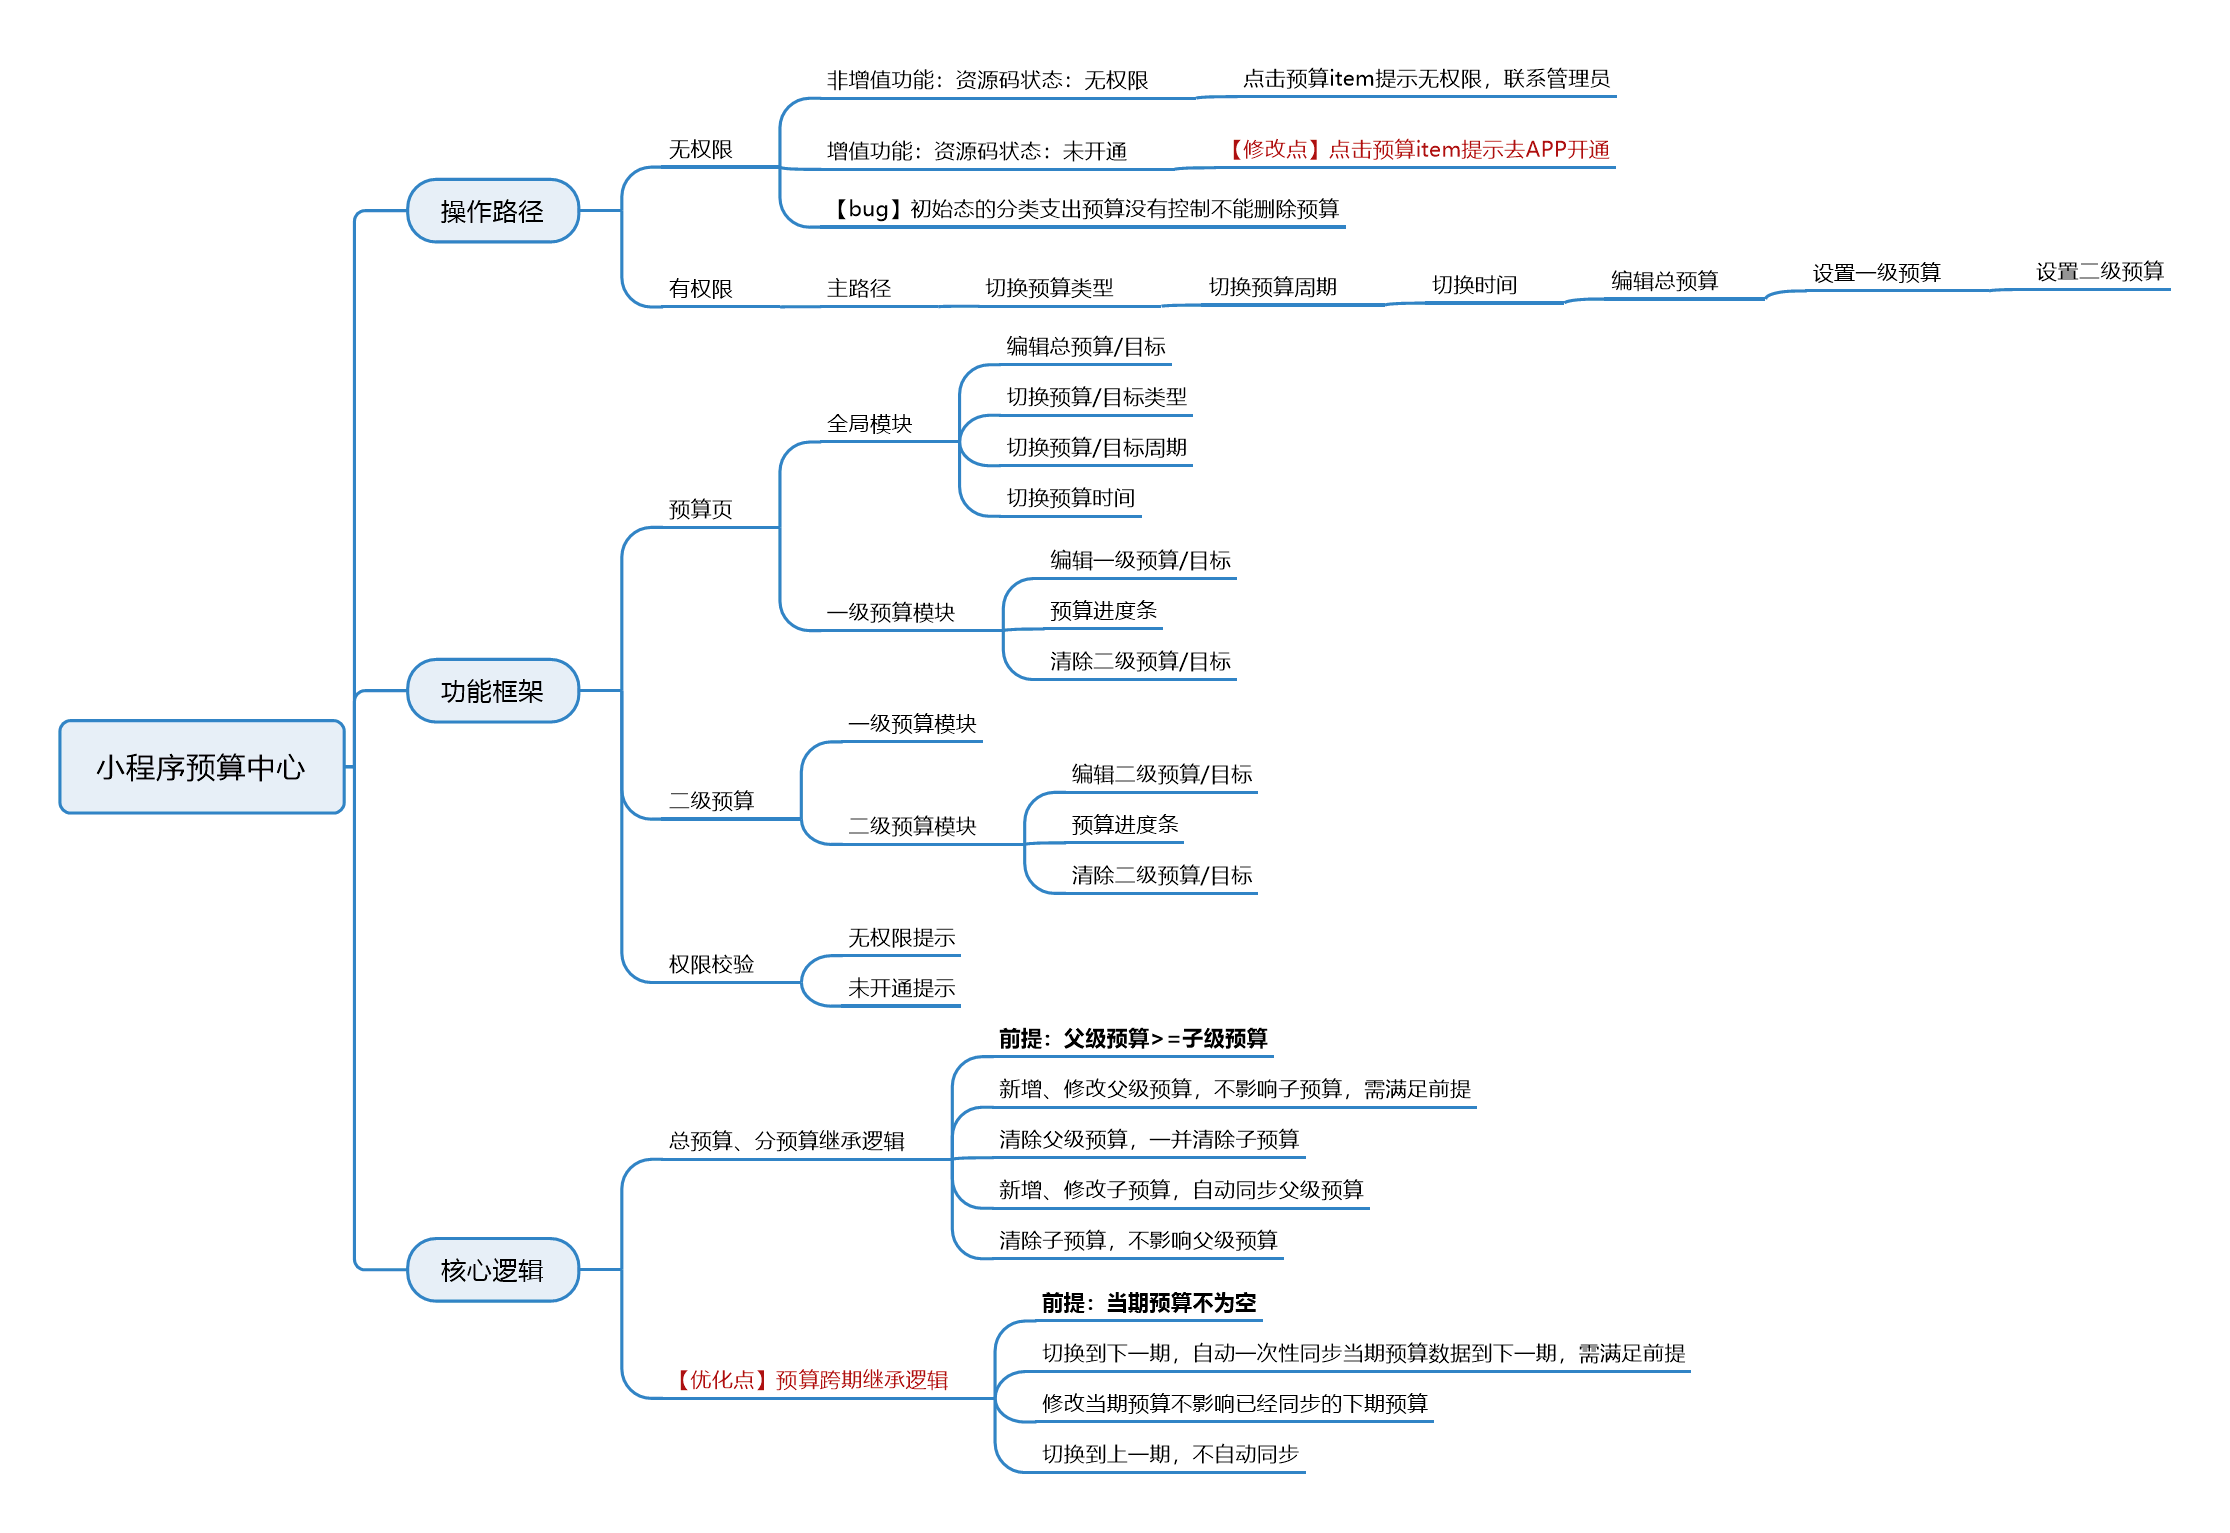 小程序预算中心
操作路径
无权限
非增值功能：资源码状态：无权限
点击预算item提示无权限，联系管理员
增值功能：资源码状态：未开通
【修改点】点击预算item提示去APP开通
【bug】初始态的分类支出预算没有控制不能删除预算
有权限
主路径
切换预算类型
切换预算周期
切换时间
编辑总预算
设置一级预算
设置二级预算
功能框架
预算页
全局模块
编辑总预算/目标
切换预算/目标类型
切换预算/目标周期
切换预算时间
一级预算模块
编辑一级预算/目标
预算进度条
清除二级预算/目标
二级预算
一级预算模块
二级预算模块
编辑二级预算/目标
预算进度条
清除二级预算/目标
权限校验
无权限提示
未开通提示
核心逻辑
总预算、分预算继承逻辑
前提：父级预算>=子级预算
新增、修改父级预算，不影响子预算，需满足前提
清除父级预算，一并清除子预算
新增、修改子预算，自动同步父级预算
清除子预算，不影响父级预算
【优化点】预算跨期继承逻辑
前提：当期预算不为空
切换到下一期，自动一次性同步当期预算数据到下一期，需满足前提
修改当期预算不影响已经同步的下期预算
切换到上一期，不自动同步